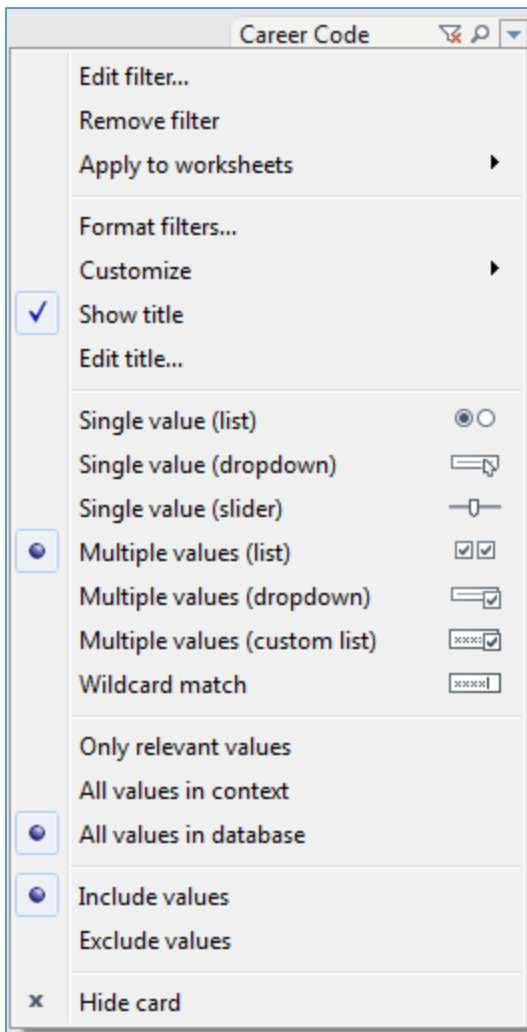 Career Code
Edit filter...
Remove filter
Apply to worksheets
Format filters...
Customize
Show title
Edit title...
Single value (list)
Single value (dropdown)
Single value (slider)
Multiple values (list)
Multiple values (dropdown)
Multiple values (custom list)
Wildcard match
Only relevant values
All values in context
All values in database
Include values
Exclude values
Hide card